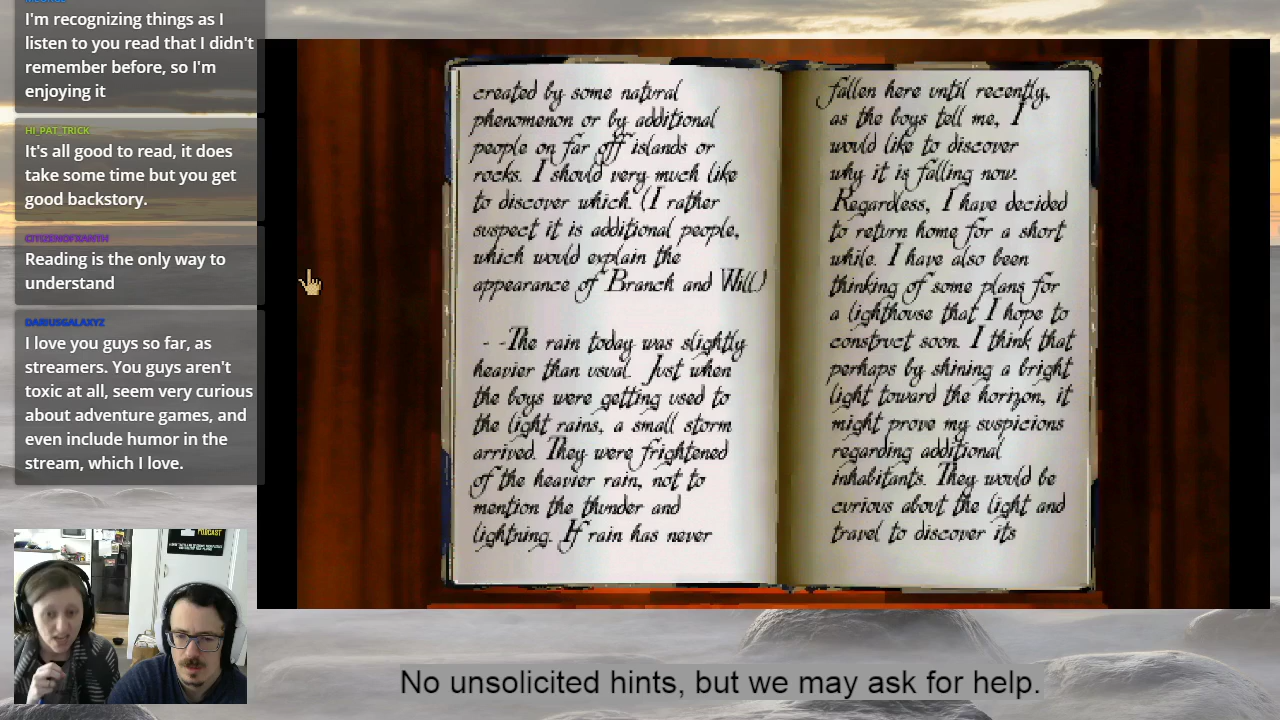 I'm recognizing things as I
listen to you read that I didn't
remember before, so I'm
enjoying it
HI_PAT_TRICK
It's all good to read, it does
take some time but you get
good backstory.
CITIZENOFXANTH
Reading is the only way to
understand
DARIUSGALAXYZ
I love you guys so far, as
streamers. You guys aren't
toxic at all, seem very curious
about adventure games, and
even include humor in the
stream, which I love.
created by some natural
phenomenon or by additional
people on far off islands or
rocks. I should very much like
to discover which. (I rather
suspect it is additional people,
which would explain the
appearance of Branch and Will)
- -The rain today was slightly
heavier than usual. Just when
the boys were getting used to
the light rains, a small storm
arrived. They were frightened
of the heavier rain, not to
mention the thunder and
lightning. If rain has never
fallen here until recently,
as the boys tell me, I
would like to discover
why it is falling now.
Regardless, I have decided
to return home for a short
while. I have also been
thinking of some plans for
a lighthouse that I hope to
construct soon. I think that
perhaps by shining a bright
light toward the horizon, it
might prove my suspicions
regarding additional
inhabitants. They would be
curious about the light and
travel to discover its
PODCAST
No unsolicited hints, but we may ask for help.